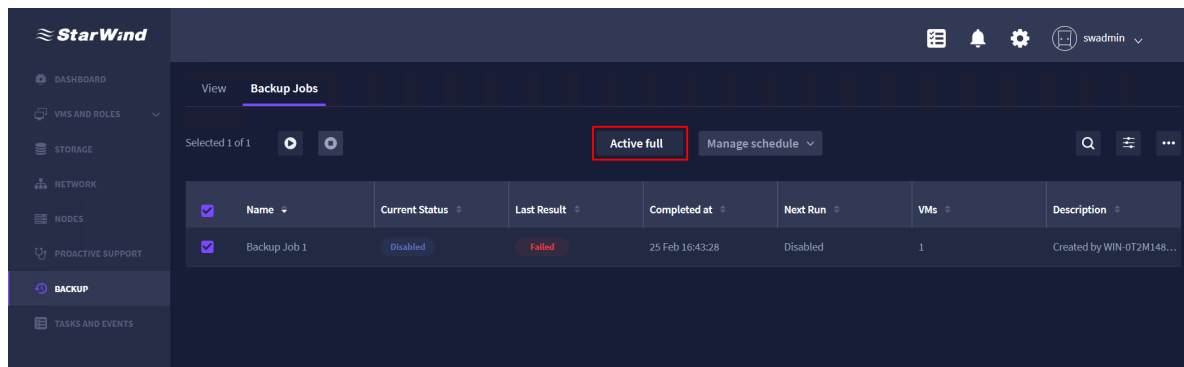 StarWind
swadmin
DASHBOARD
VMS AND ROLES
STORAGE
NETWORK
NODES
PROACTIVE SUPPORT
BACKUP
TASKS AND EVENTS
View Backup Jobs
Selected 1 of 1 Active full Manage schedule
Name Current Status Last Result Completed at Next Run VMs Description
Backup Job 1 Disabled Failed 25 Feb 16:43:28 Disabled 1 Created by WIN-0T2M148...